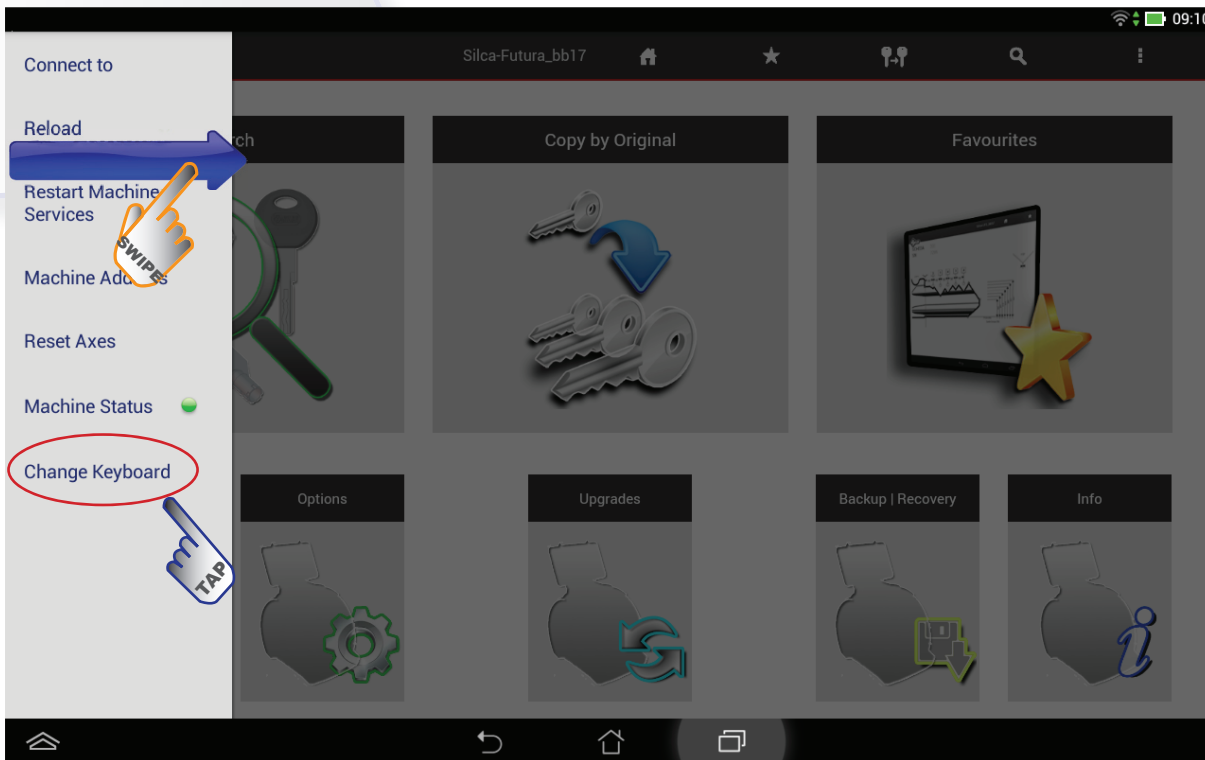 09:10
Silca-Futura_bb17
Connect to
Reload
Restart Machine
Services
Machine
Reset Axes
Machine Status
Change Keyboard
SWIPE
TAP
Copy by Original
Favourites
Options
Upgrades
Backup | Recovery
Info